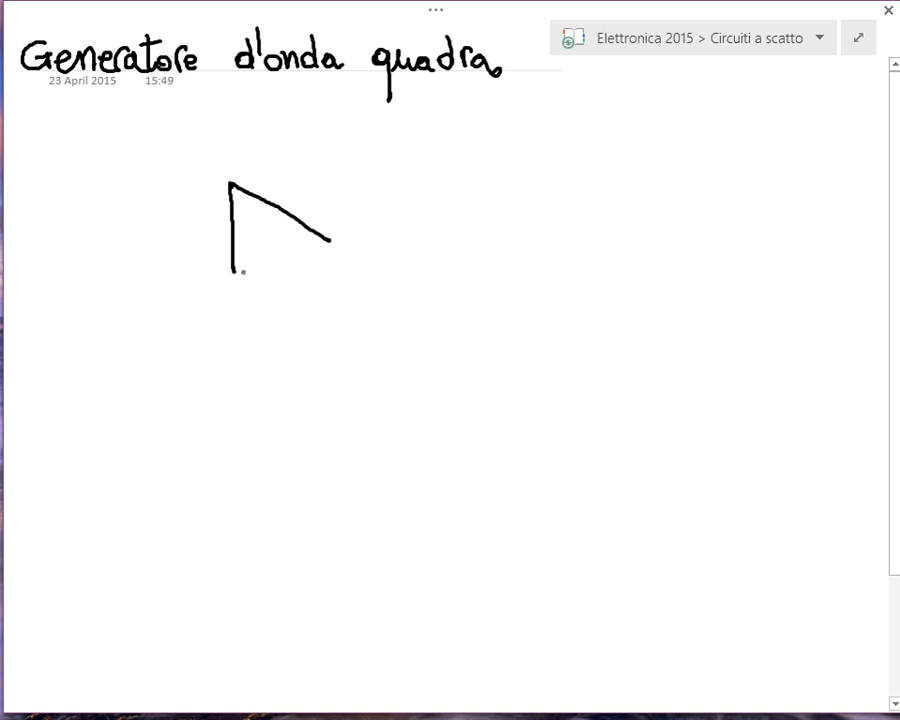 Generatore d'onda quadra
Elettronica 2015 > Circuiti a scatto
23 April 2015 15:49